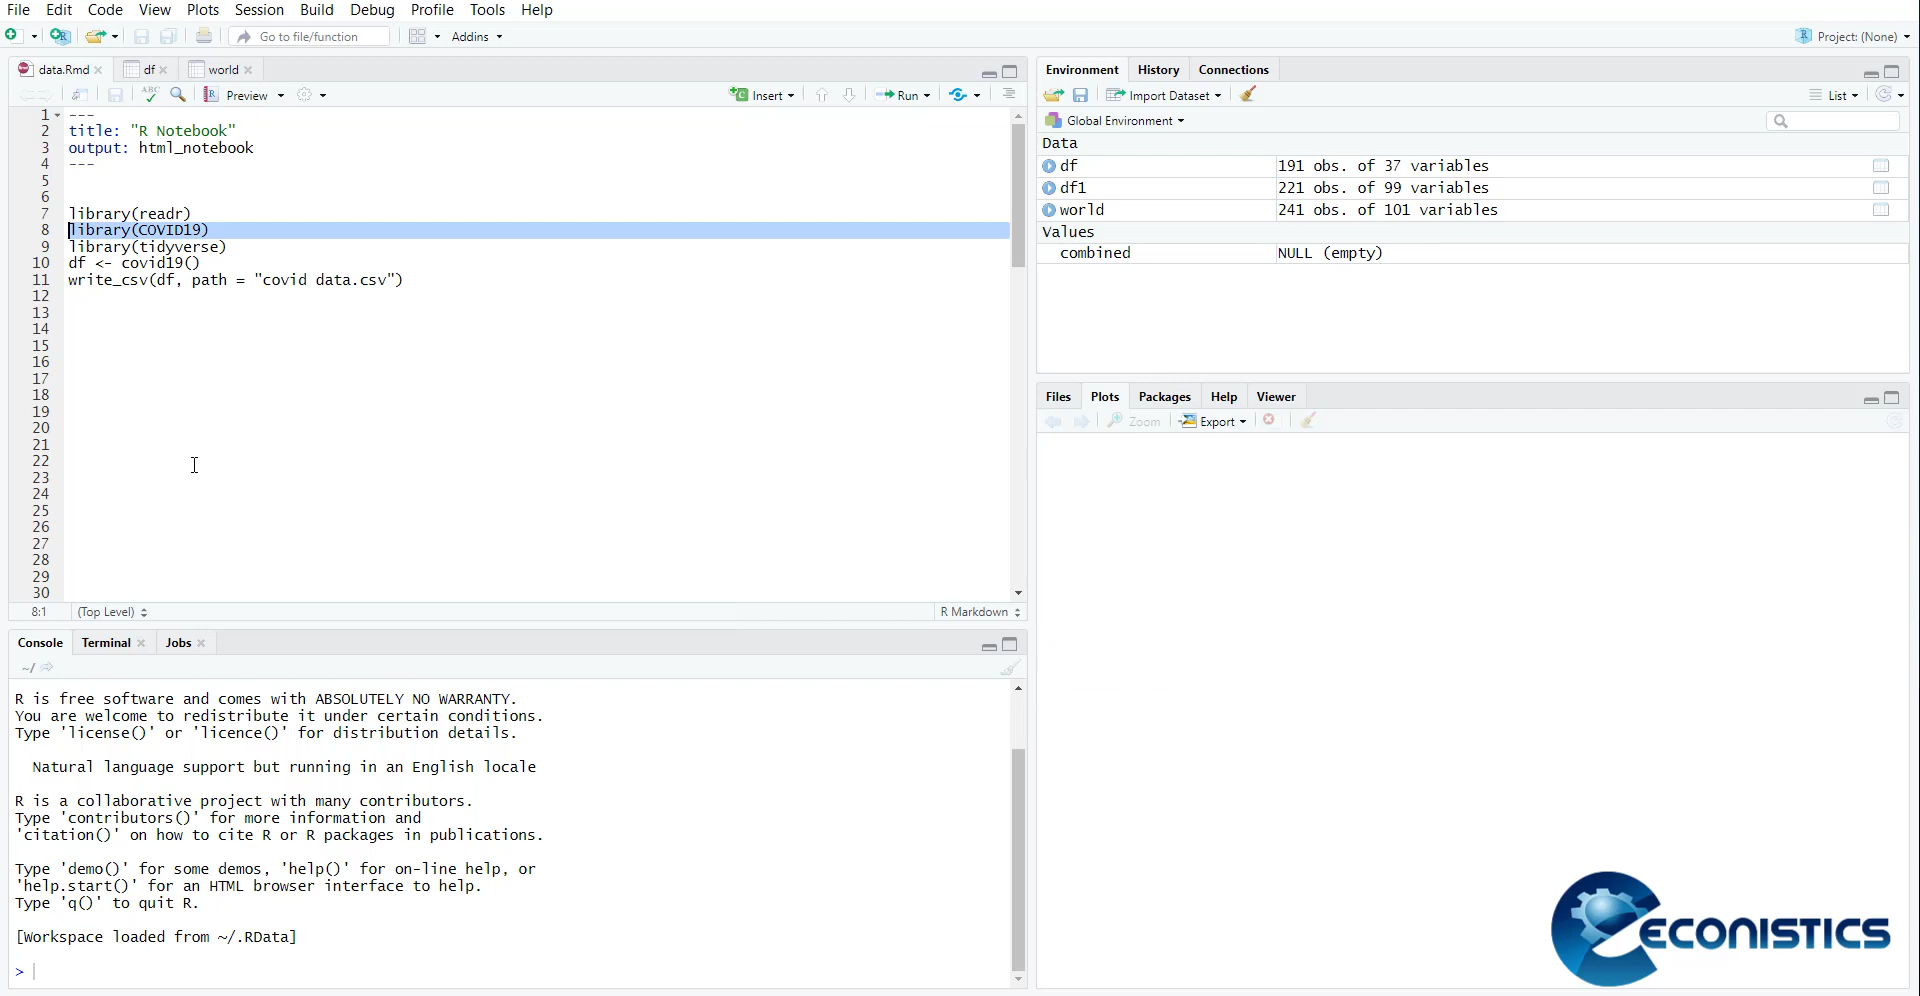 File Edit Code View Plots Session Build Debug Profile Tools Help
Go to file/function Addins Project: (None)
data.Rmd df world
ABC Preview Insert Run
1 ---
2 title: "R Notebook"
3 output: html_notebook
4 ---
5
6
7 library(readr)
8 library(COVID19)
9 library(tidyverse)
10 df <- covid19()
11 write_csv(df, path = "covid data.csv")
12
13
14
15
16
17
18
19
20
21
22
23
24
25
26
27
28
29
30
8:1 (Top Level) R Markdown
Console Terminal Jobs
~/
R is free software and comes with ABSOLUTELY NO WARRANTY.
You are welcome to redistribute it under certain conditions.
Type 'license()' or 'licence()' for distribution details.
Natural language support but running in an English locale
R is a collaborative project with many contributors.
Type 'contributors()' for more information and
'citation()' on how to cite R or R packages in publications.
Type 'demo()' for some demos, 'help()' for on-line help, or
'help.start()' for an HTML browser interface to help.
Type 'q()' to quit R.
[Workspace loaded from ~/.RData]
>
Environment History Connections
Import Dataset List
Global Environment
Data
df 191 obs. of 37 variables
df1 221 obs. of 99 variables
world 241 obs. of 101 variables
Values
combined NULL (empty)
Files Plots Packages Help Viewer
Zoom Export
ECONISTICS